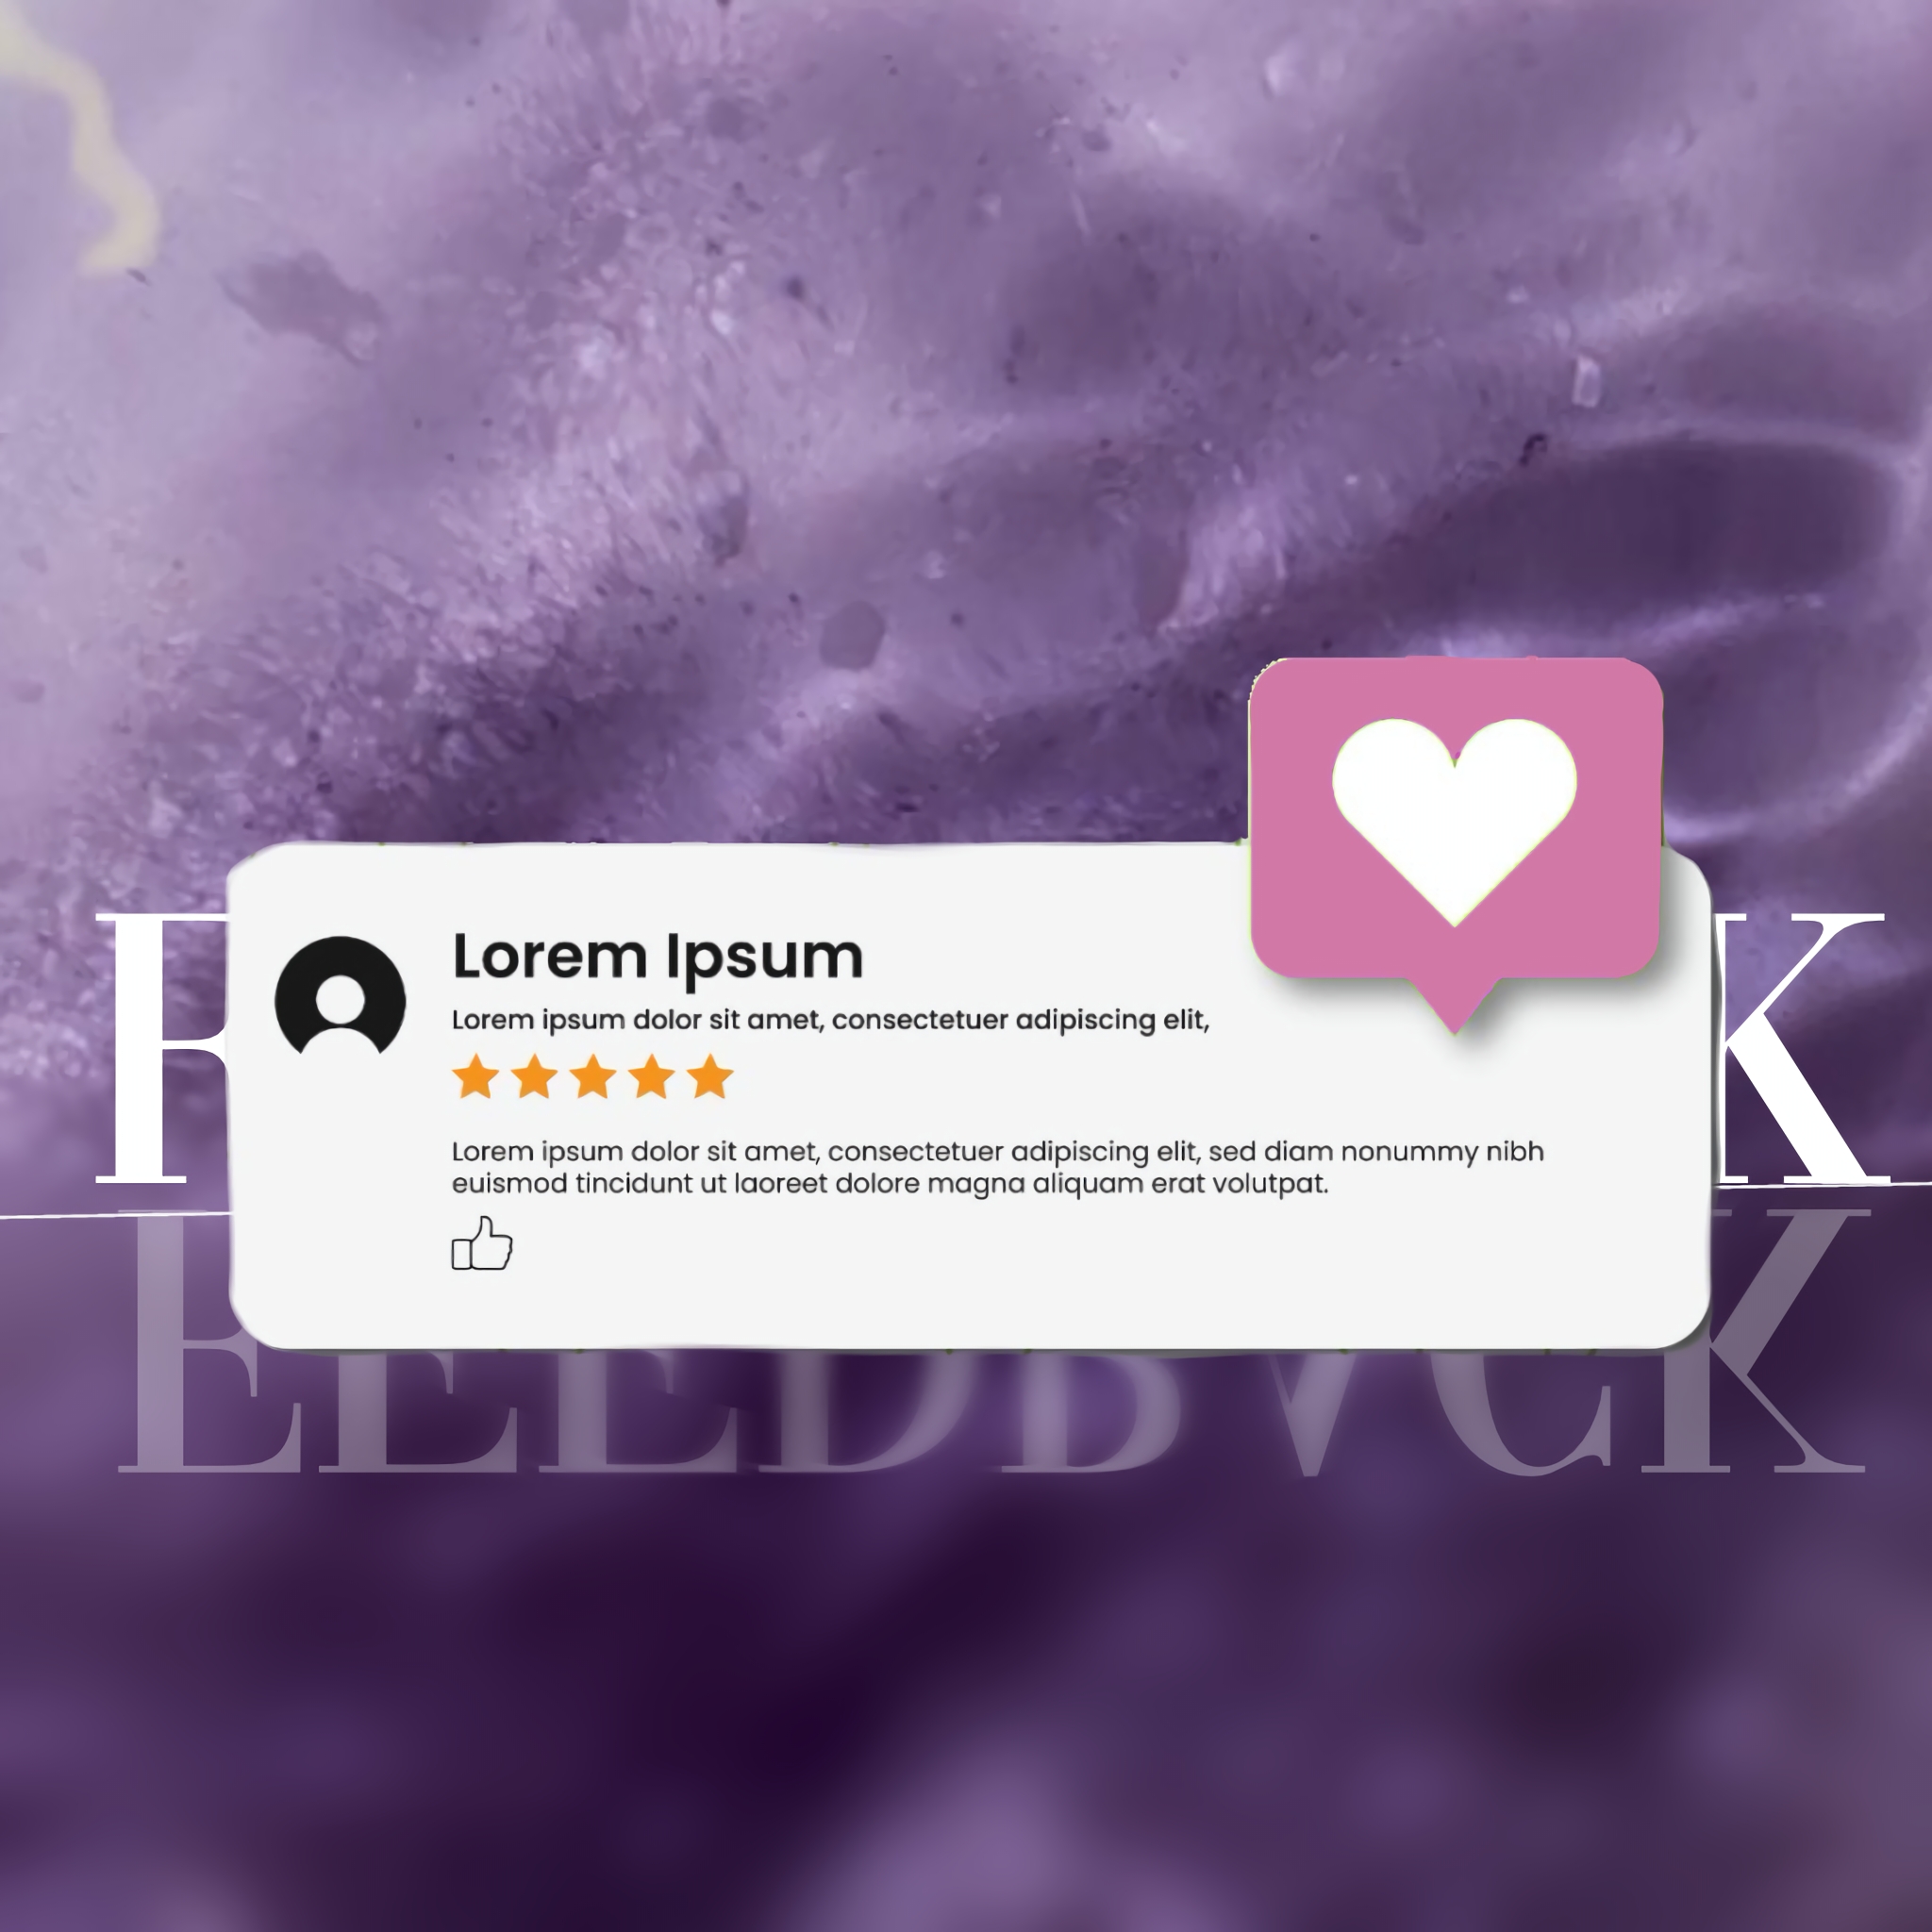 Lorem Ipsum
Lorem ipsum dolor sit amet, consectetuer adipiscing elit,
Lorem ipsum dolor sit amet, consectetuer adipiscing elit, sed diam nonummy nibh
euismod tincidunt ut laoreet dolore magna aliquam erat volutpat.